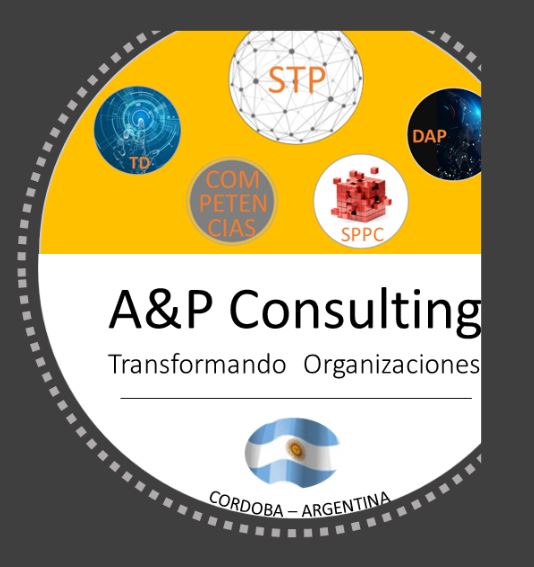 STP
TD
DAP
COM
PETEN
CIAS
SPPC
A&P Consulting
Transformando Organizaciones
CORDOBA – ARGENTINA